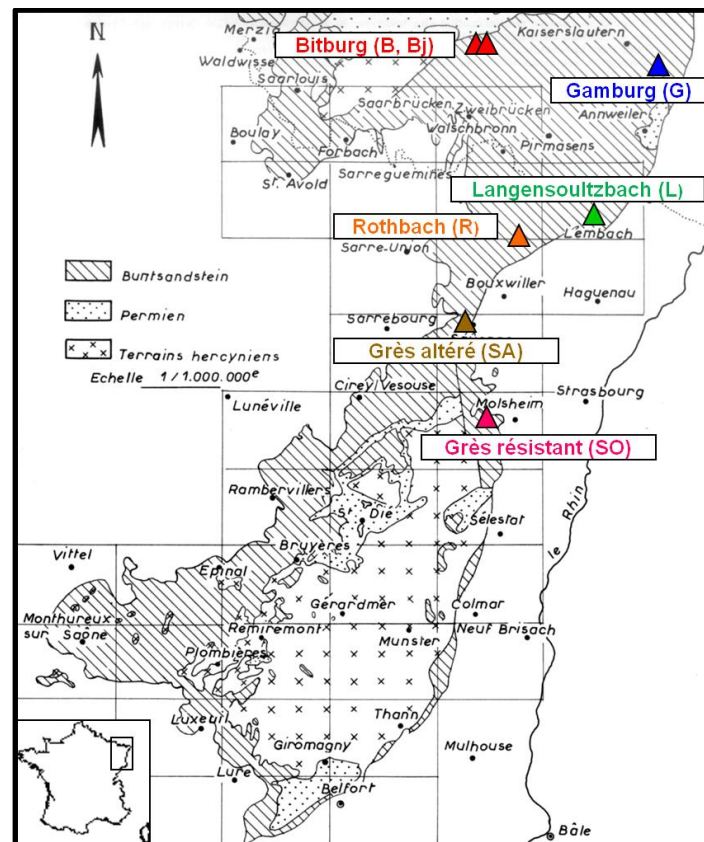 N
Merzig
Waldwisse
Saarlouis
Bitburg (B, Bj)
Kaiserslautern
Gamburg (G)
Saarbrücken
Zweibrücken
Annweiler
Boulay
Forbach
Walschbronn
Pirmasens
St. Avold
Sarreguemines
Langensoultzbach (L)
Rothbach (R)
Lembach
Sarre-Union
Buntsandstein
Bouxwiller
Haguenau
Permien
Sarrebourg
Terrains hercyniens
Grès altéré (SA)
Echelle 1/1.000.000e
Cirey/Vesouse
Lunéville
Molsheim
Strasbourg
Grès résistant (SO)
Rambervillers
St Dié
Sélestat
le Rhin
Vittel
Bruyères
Epinal
Monthureux
sur Saône
Gérardmer
Colmar
Remiremont
Munster
Neuf Brisach
Plombières
Luxeuil
Thann
Giromagny
Mulhouse
Lure
Belfort
Bâle